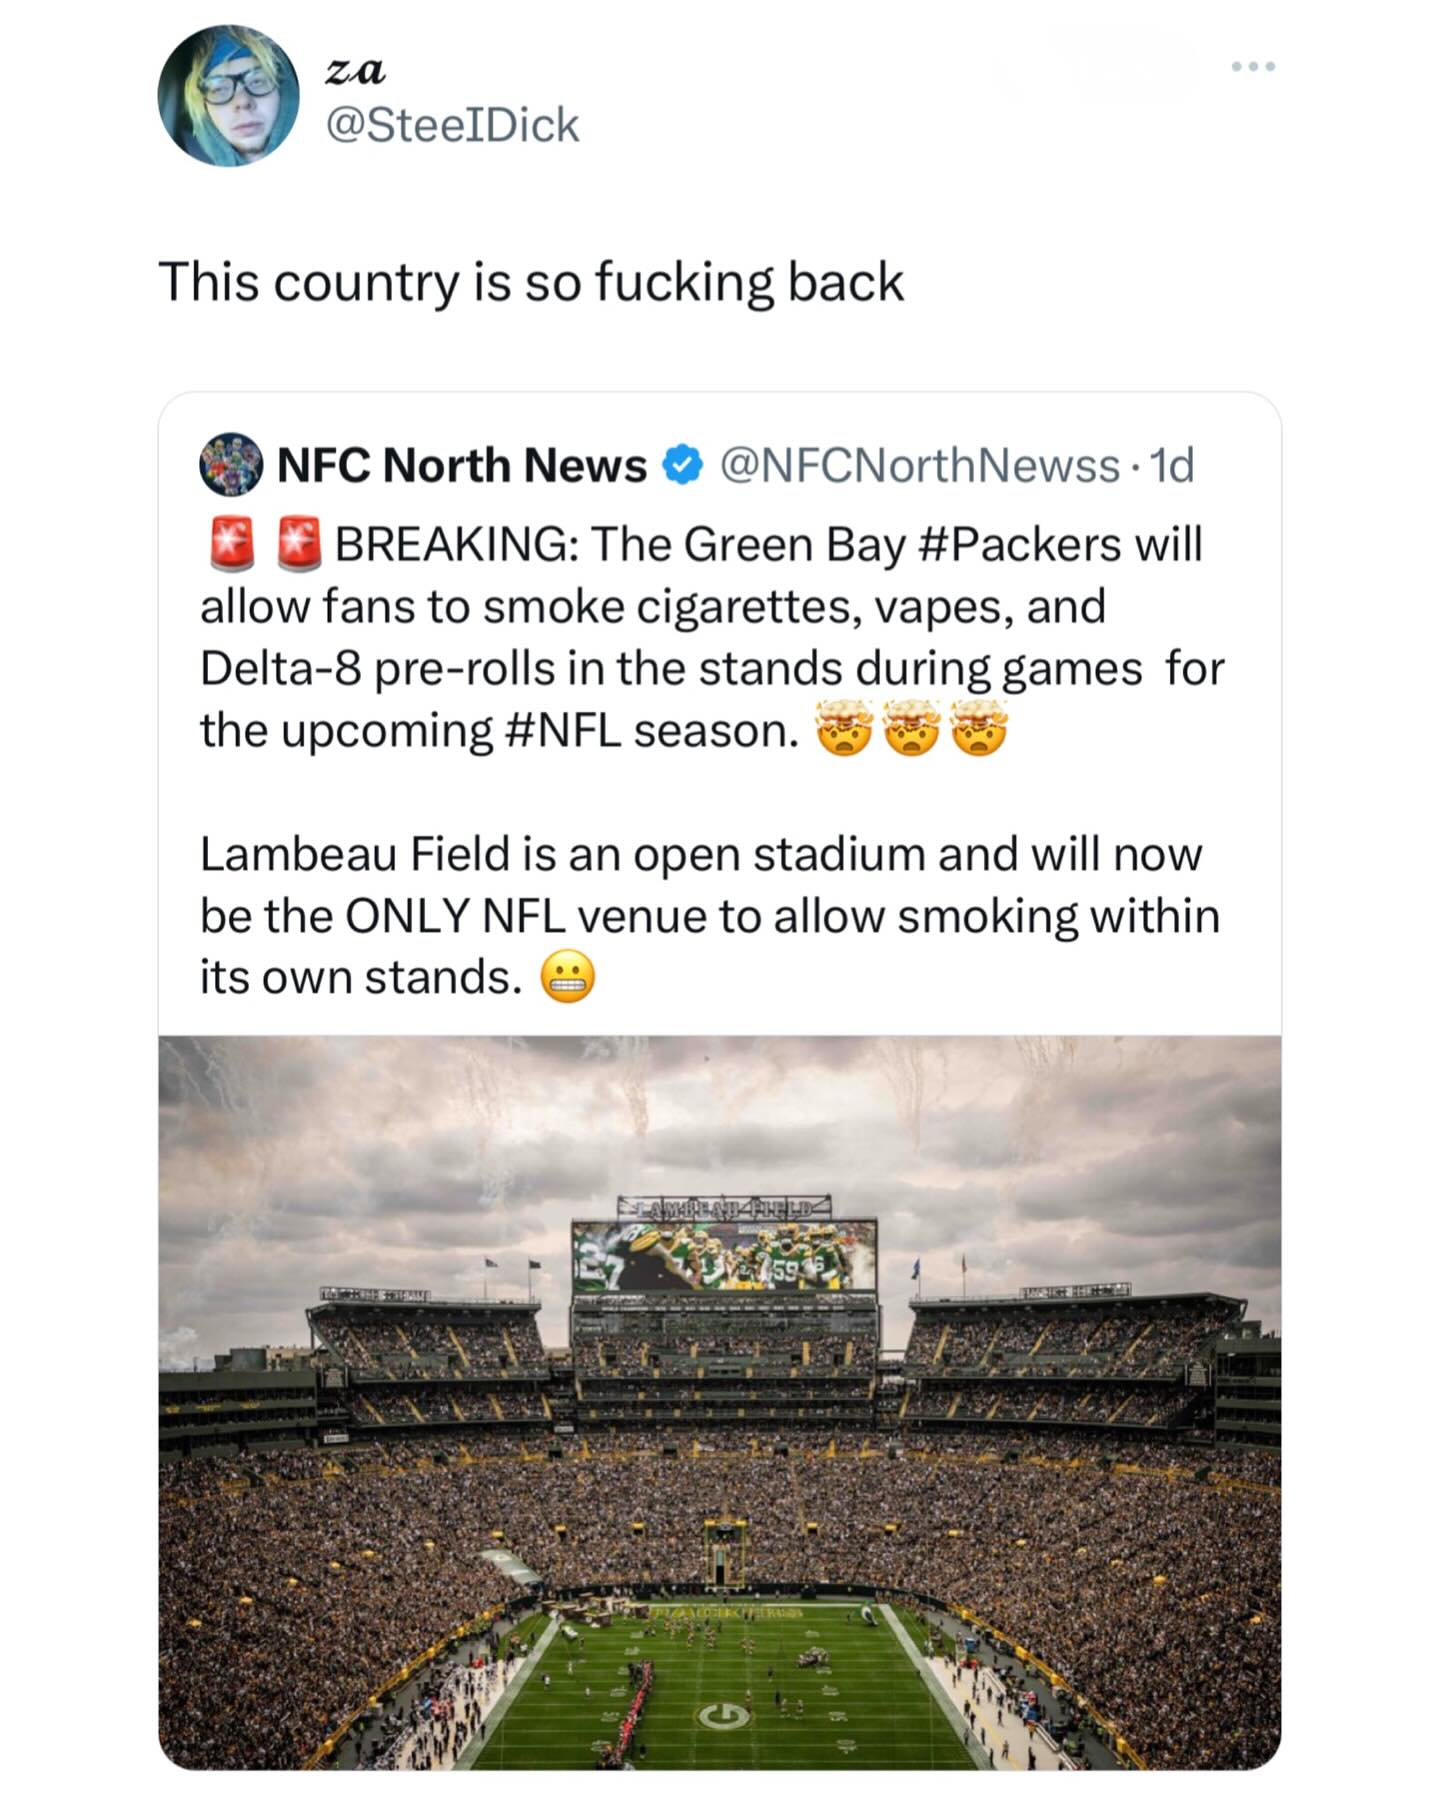 za
@SteeIDick
This country is so fucking back
NFC North News @NFCNorthNewss · 1d
🚨 🚨 BREAKING: The Green Bay #Packers will
allow fans to smoke cigarettes, vapes, and
Delta-8 pre-rolls in the stands during games for
the upcoming #NFL season. 🤯🤯🤯
Lambeau Field is an open stadium and will now
be the ONLY NFL venue to allow smoking within
its own stands. 😬
LAMBEAU FIELD
59
G